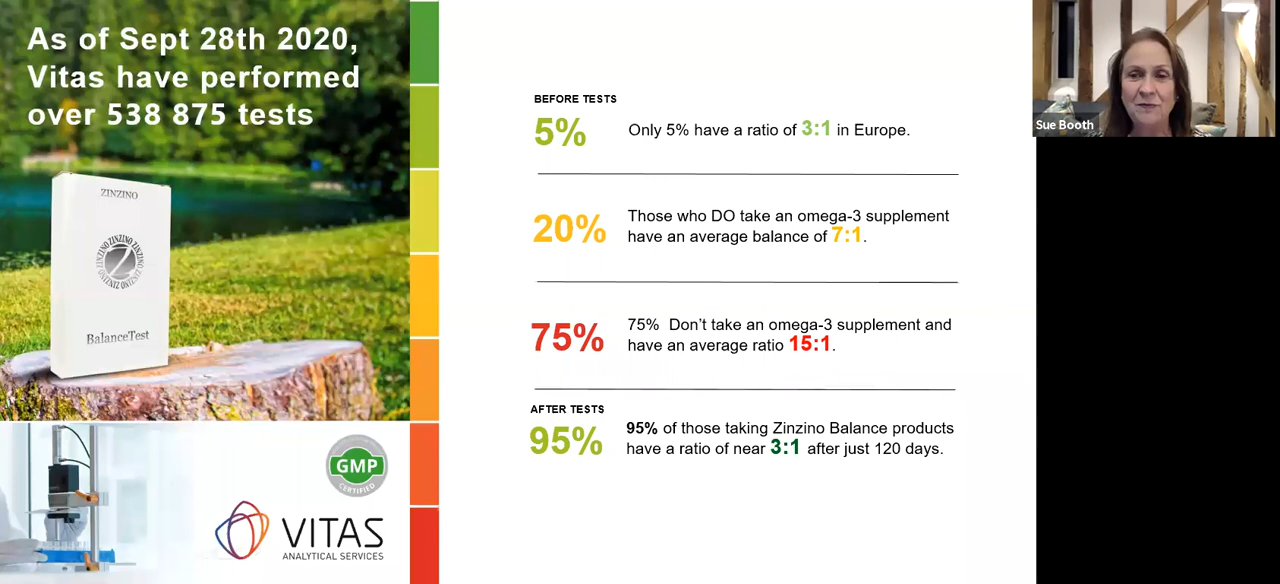 As of Sept 28th 2020,
Vitas have performed
over 538 875 tests
ZINZINO
ZINZINO ZINZINO ZINZINO ZINZINO
BalanceTest
GMP
CERTIFIED
VITAS
ANALYTICAL SERVICES
BEFORE TESTS
5%
Only 5% have a ratio of 3:1 in Europe.
20%
Those who DO take an omega-3 supplement
have an average balance of 7:1.
75%
75% Don't take an omega-3 supplement and
have an average ratio 15:1.
AFTER TESTS
95%
95% of those taking Zinzino Balance products
have a ratio of near 3:1 after just 120 days.
Sue Booth